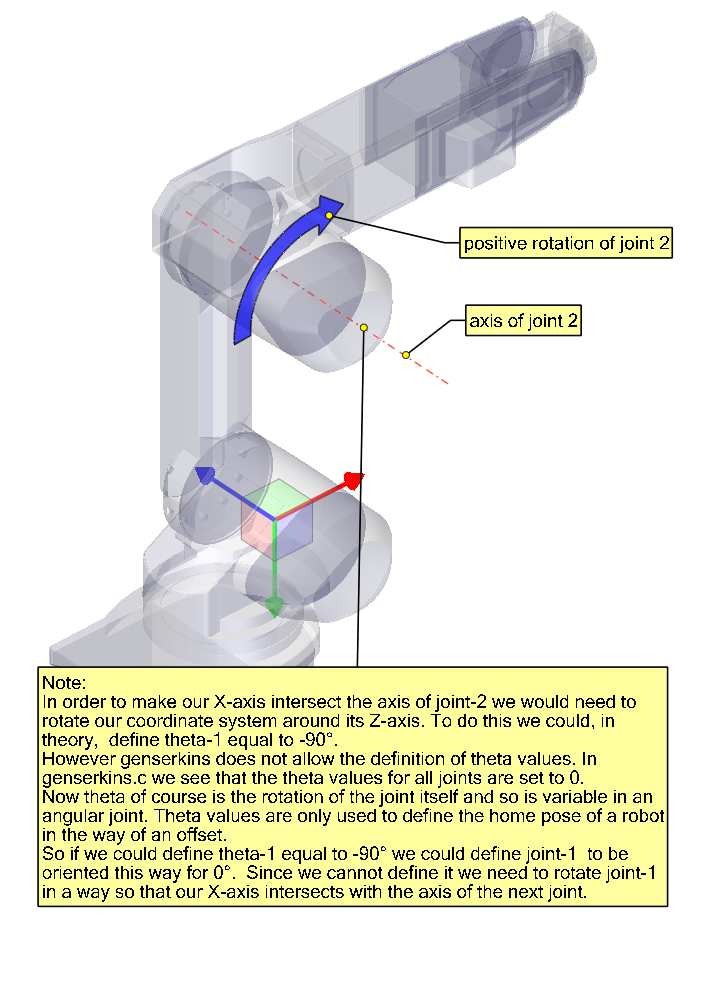 positive rotation of joint 2
axis of joint 2
Note:
In order to make our X-axis intersect the axis of joint-2 we would need to
rotate our coordinate system around its Z-axis. To do this we could, in
theory,  define theta-1 equal to -90°.
However genserkins does not allow the definition of theta values. In
genserkins.c we see that the theta values for all joints are set to 0.
Now theta of course is the rotation of the joint itself and so is variable in an
angular joint. Theta values are only used to define the home pose of a robot
in the way of an offset.
So if we could define theta-1 equal to -90° we could define joint-1  to be
oriented this way for 0°.  Since we cannot define it we need to rotate joint-1
in a way so that our X-axis intersects with the axis of the next joint.